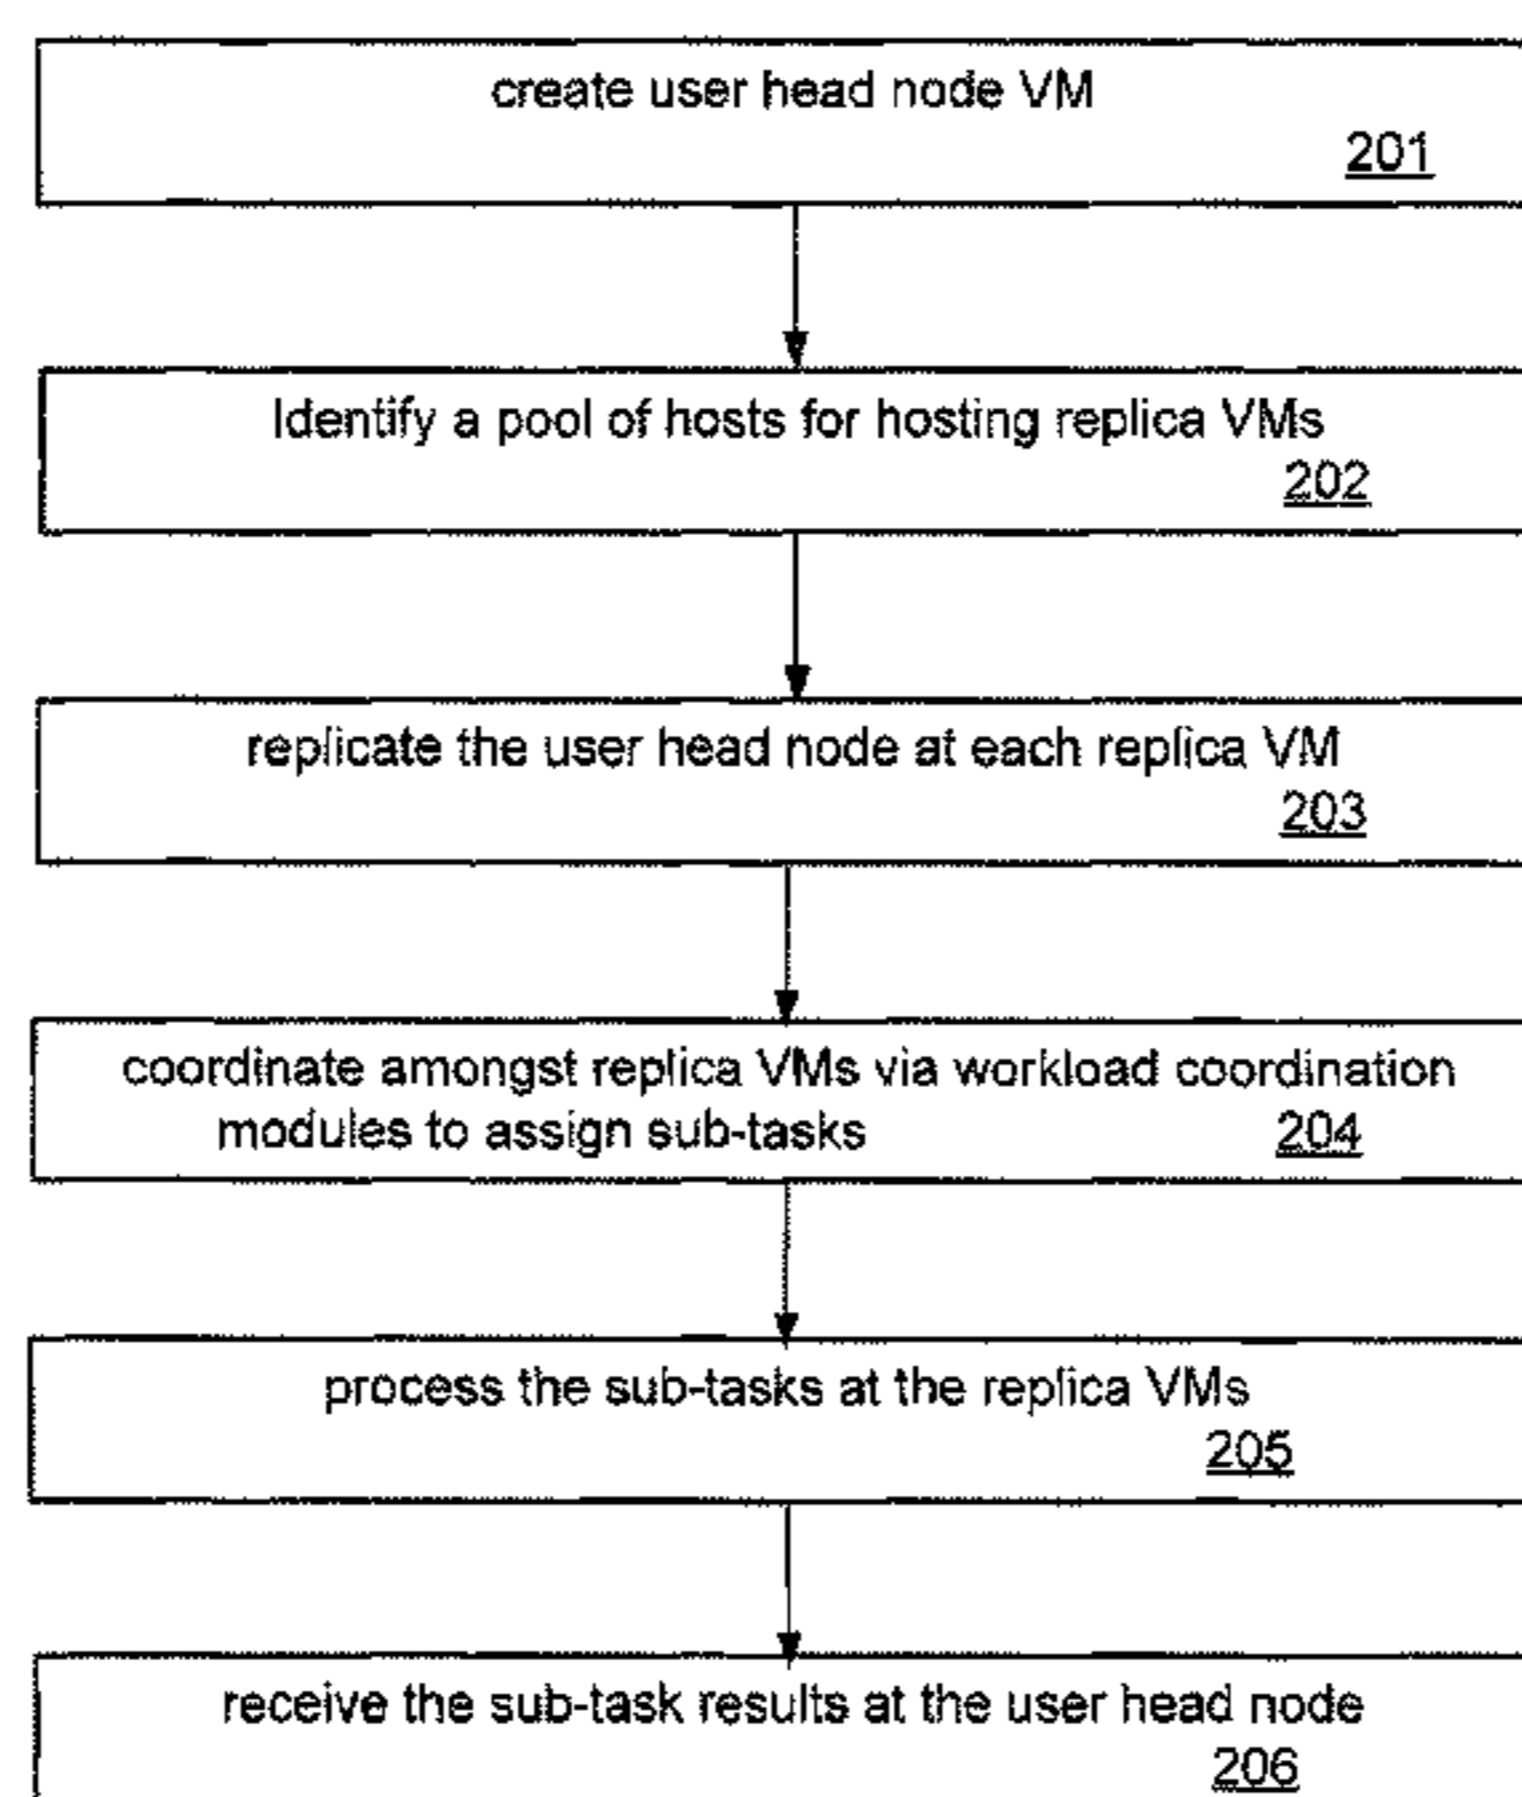 create user head node VM
201
Identify a pool of hosts for hosting replica VMs
202
replicate the user head node at each replica VM
203
coordinate amongst replica VMs via workload coordination
modules to assign sub-tasks 204
process the sub-tasks at the replica VMs
205
receive the sub-task results at the user head node
206